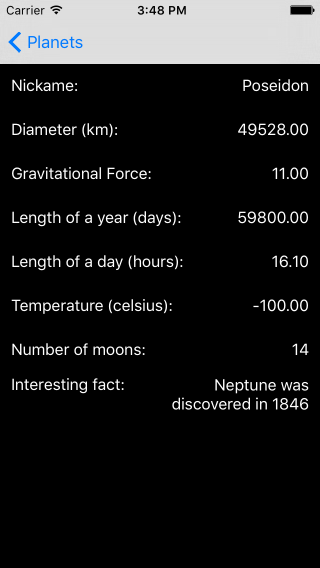 Carrier 3:48 PM
Planets
Nickame: Poseidon
Diameter (km): 49528.00
Gravitational Force: 11.00
Length of a year (days): 59800.00
Length of a day (hours): 16.10
Temperature (celsius): -100.00
Number of moons: 14
Interesting fact: Neptune was
discovered in 1846